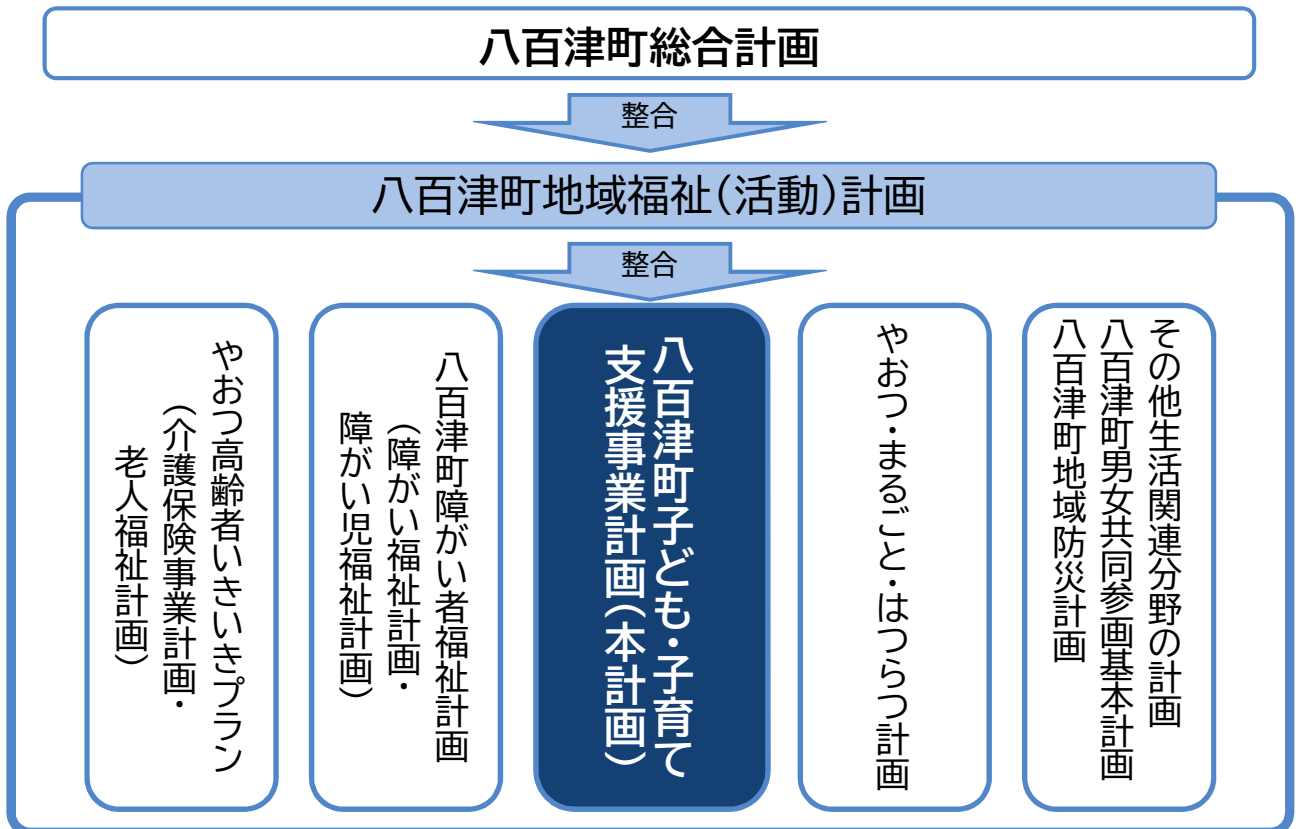 八百津町総合計画
整合
八百津町地域福祉(活動)計画
整合
やおつ高齢者いきいきプラン
(介護保険事業計画・
老人福祉計画)
八百津町障がい者福祉計画
(障がい福祉計画・
障がい児福祉計画)
八百津町子ども・子育て
支援事業計画(本計画)
やおつ・まるごと・はつらつ計画
その他生活関連分野の計画
八百津町男女共同参画基本計画
八百津町地域防災計画